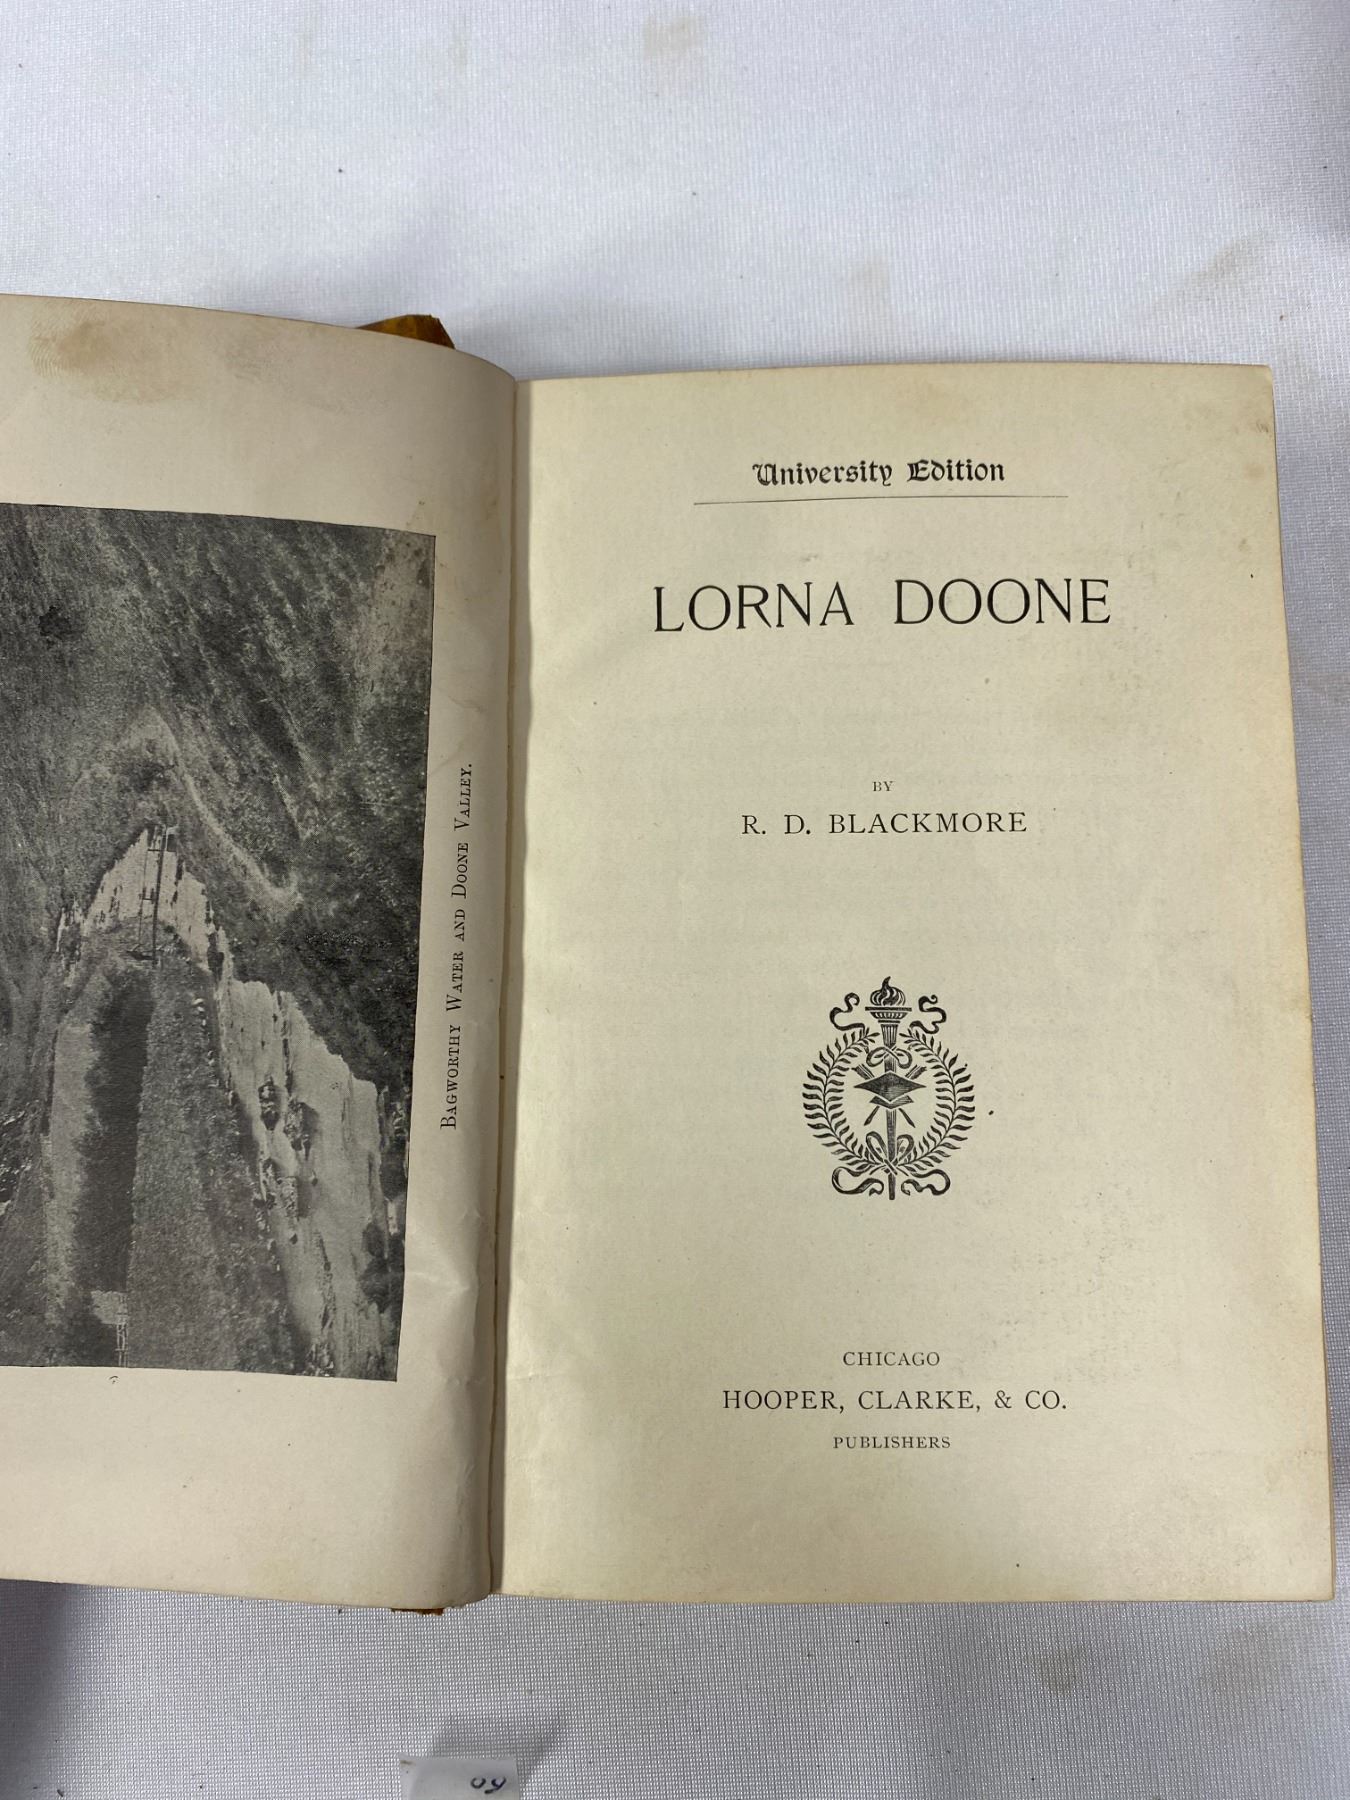 BAGWORTHY WATER AND DOONE VALLEY.
University Edition
LORNA DOONE
BY
R. D. BLACKMORE
CHICAGO
HOOPER, CLARKE, & CO.
PUBLISHERS